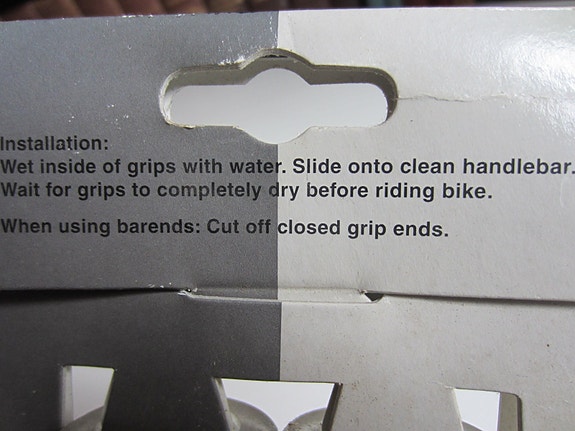 Installation:
Wet inside of grips with water. Slide onto clean handlebar.
Wait for grips to completely dry before riding bike.
When using barends: Cut off closed grip ends.